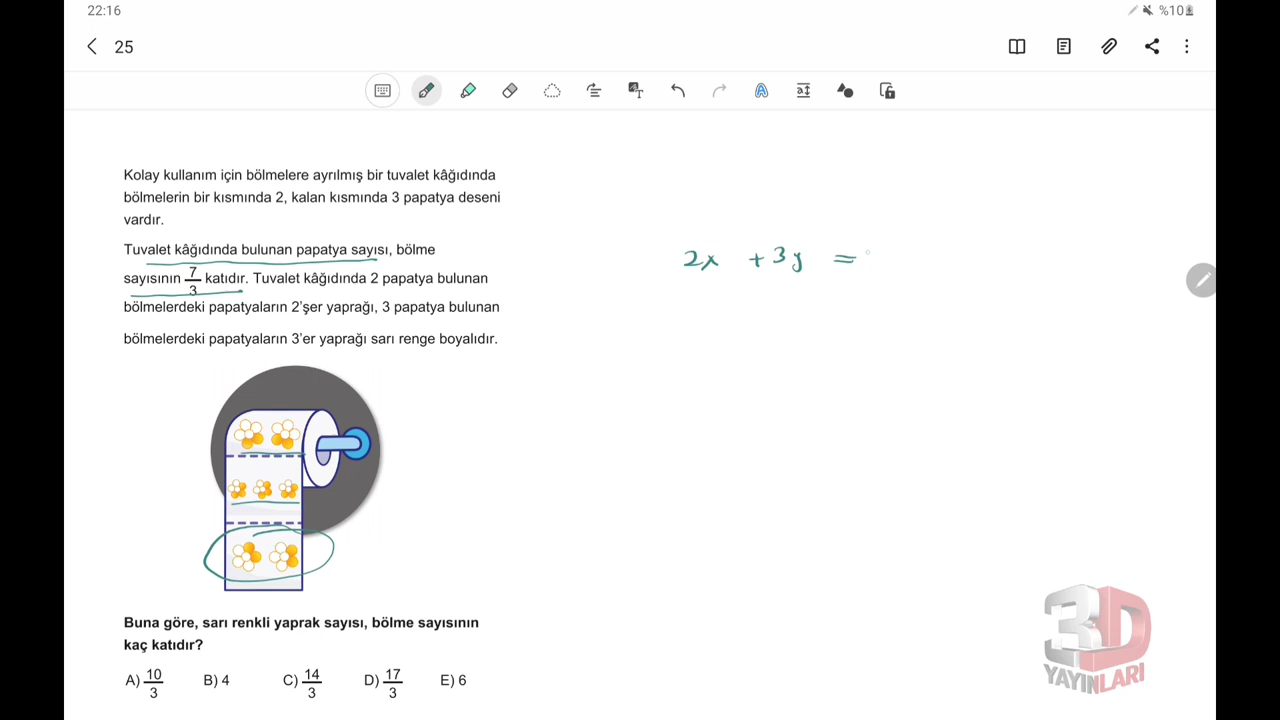 22:16
%10
25
Kolay kullanım için bölmelere ayrılmış bir tuvalet kâğıdında
bölmelerin bir kısmında 2, kalan kısmında 3 papatya deseni
vardır.
Tuvalet kâğıdında bulunan papatya sayısı, bölme
sayısının 7/3 katıdır. Tuvalet kâğıdında 2 papatya bulunan
bölmelerdeki papatyaların 2'şer yaprağı, 3 papatya bulunan
bölmelerdeki papatyaların 3'er yaprağı sarı renge boyalıdır.
2x + 3y =
Buna göre, sarı renkli yaprak sayısı, bölme sayısının
kaç katıdır?
A) 10/3 B) 4 C) 14/3 D) 17/3 E) 6
3D
YAYINLARI